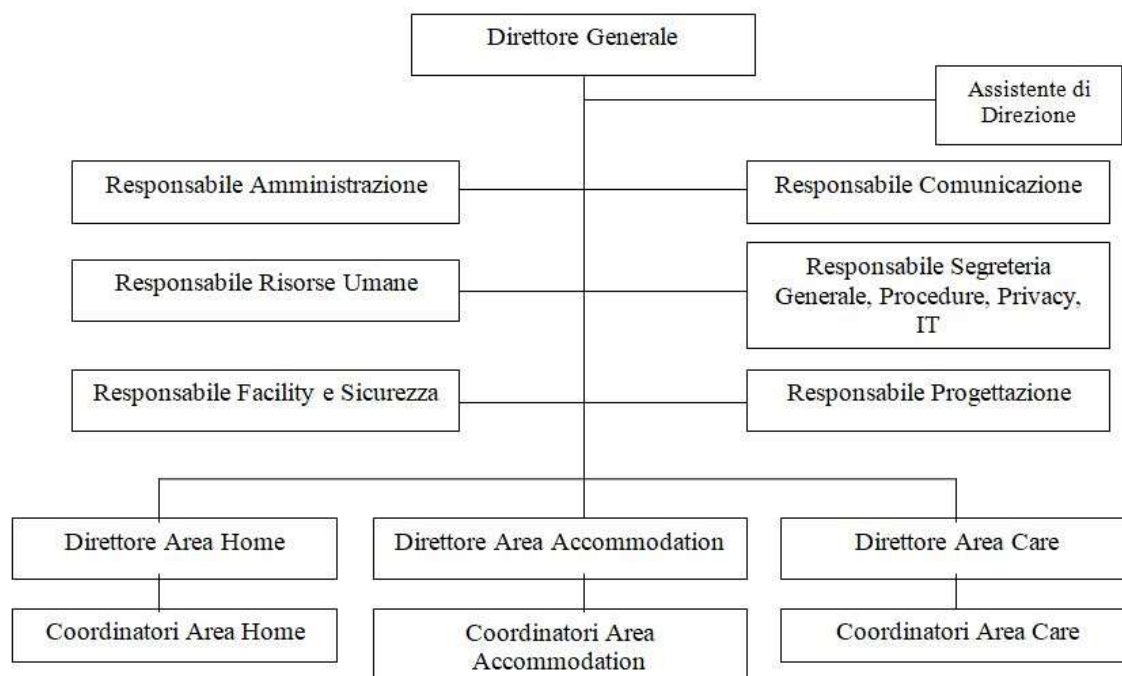 Direttore Generale
Assistente di
Direzione
Responsabile Amministrazione
Responsabile Comunicazione
Responsabile Risorse Umane
Responsabile Segreteria
Generale, Procedure, Privacy,
IT
Responsabile Facility e Sicurezza
Responsabile Progettazione
Direttore Area Home
Direttore Area Accommodation
Direttore Area Care
Coordinatori Area Home
Coordinatori Area
Accommodation
Coordinatori Area Care